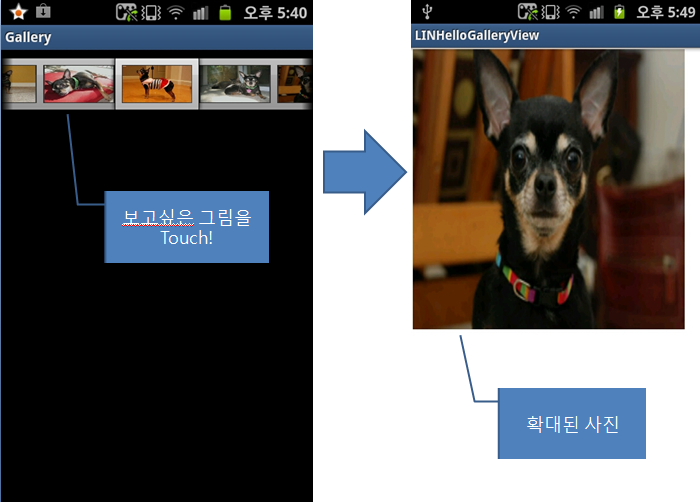 오후 5:40
Gallery
보고싶은 그림을
Touch!
오후 5:49
LINHelloGalleryView
확대된 사진